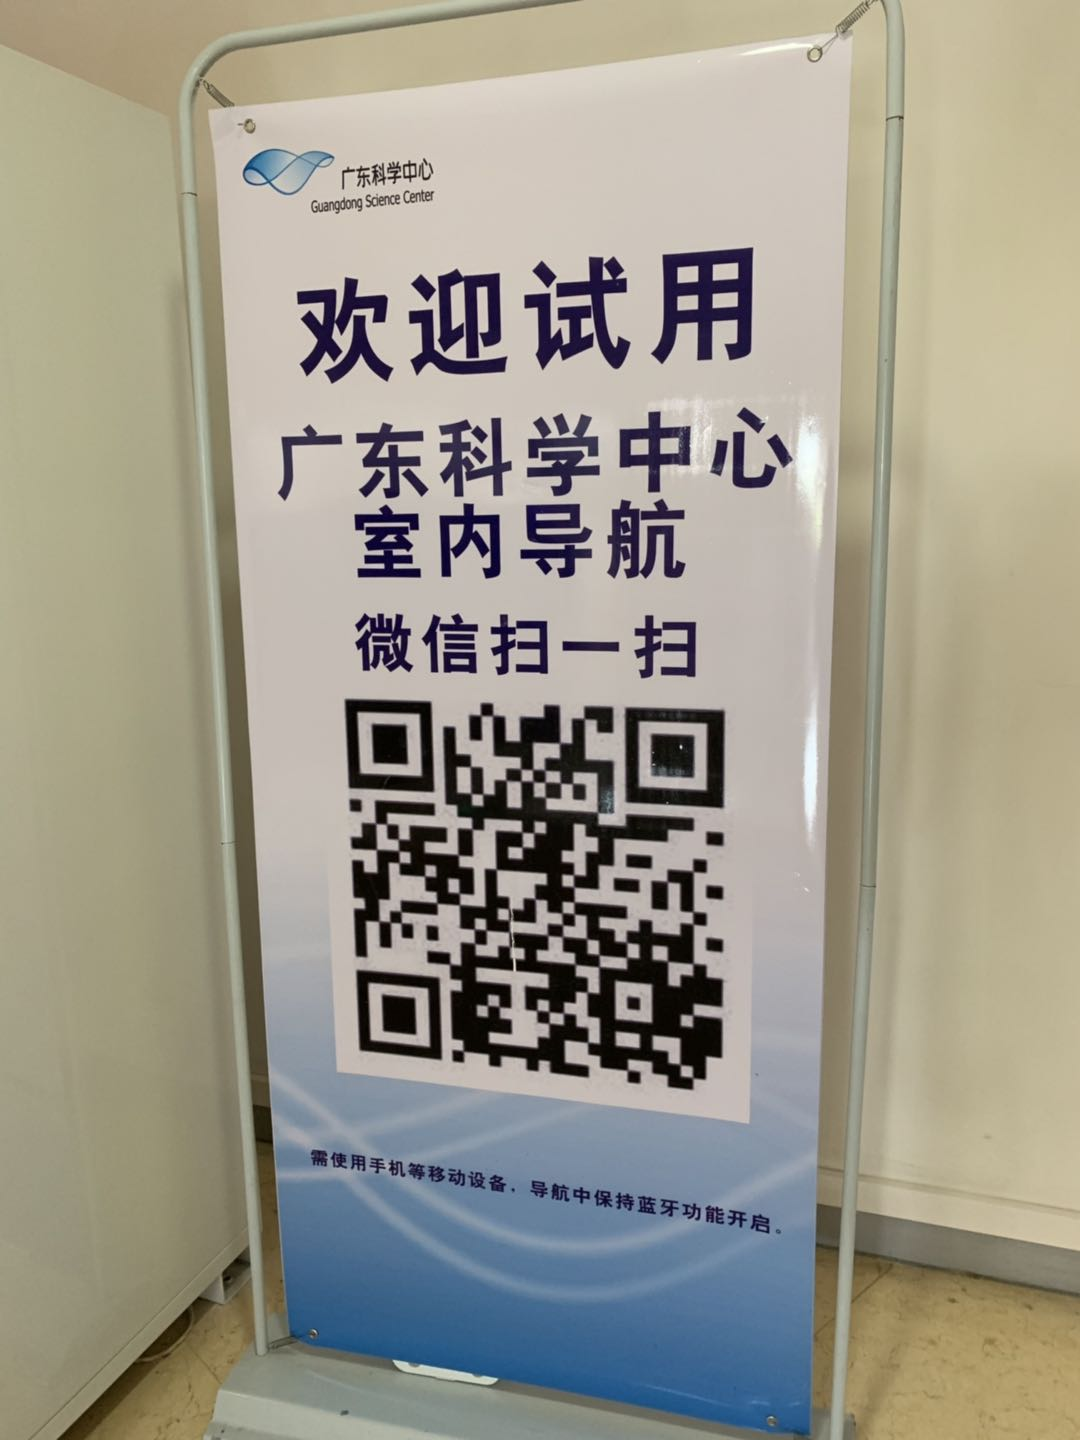 广东科学中心
Guangdong Science Center
欢迎试用
广东科学中心
室内导航
微信扫一扫
需使用手机等移动设备，导航中保持蓝牙功能开启。